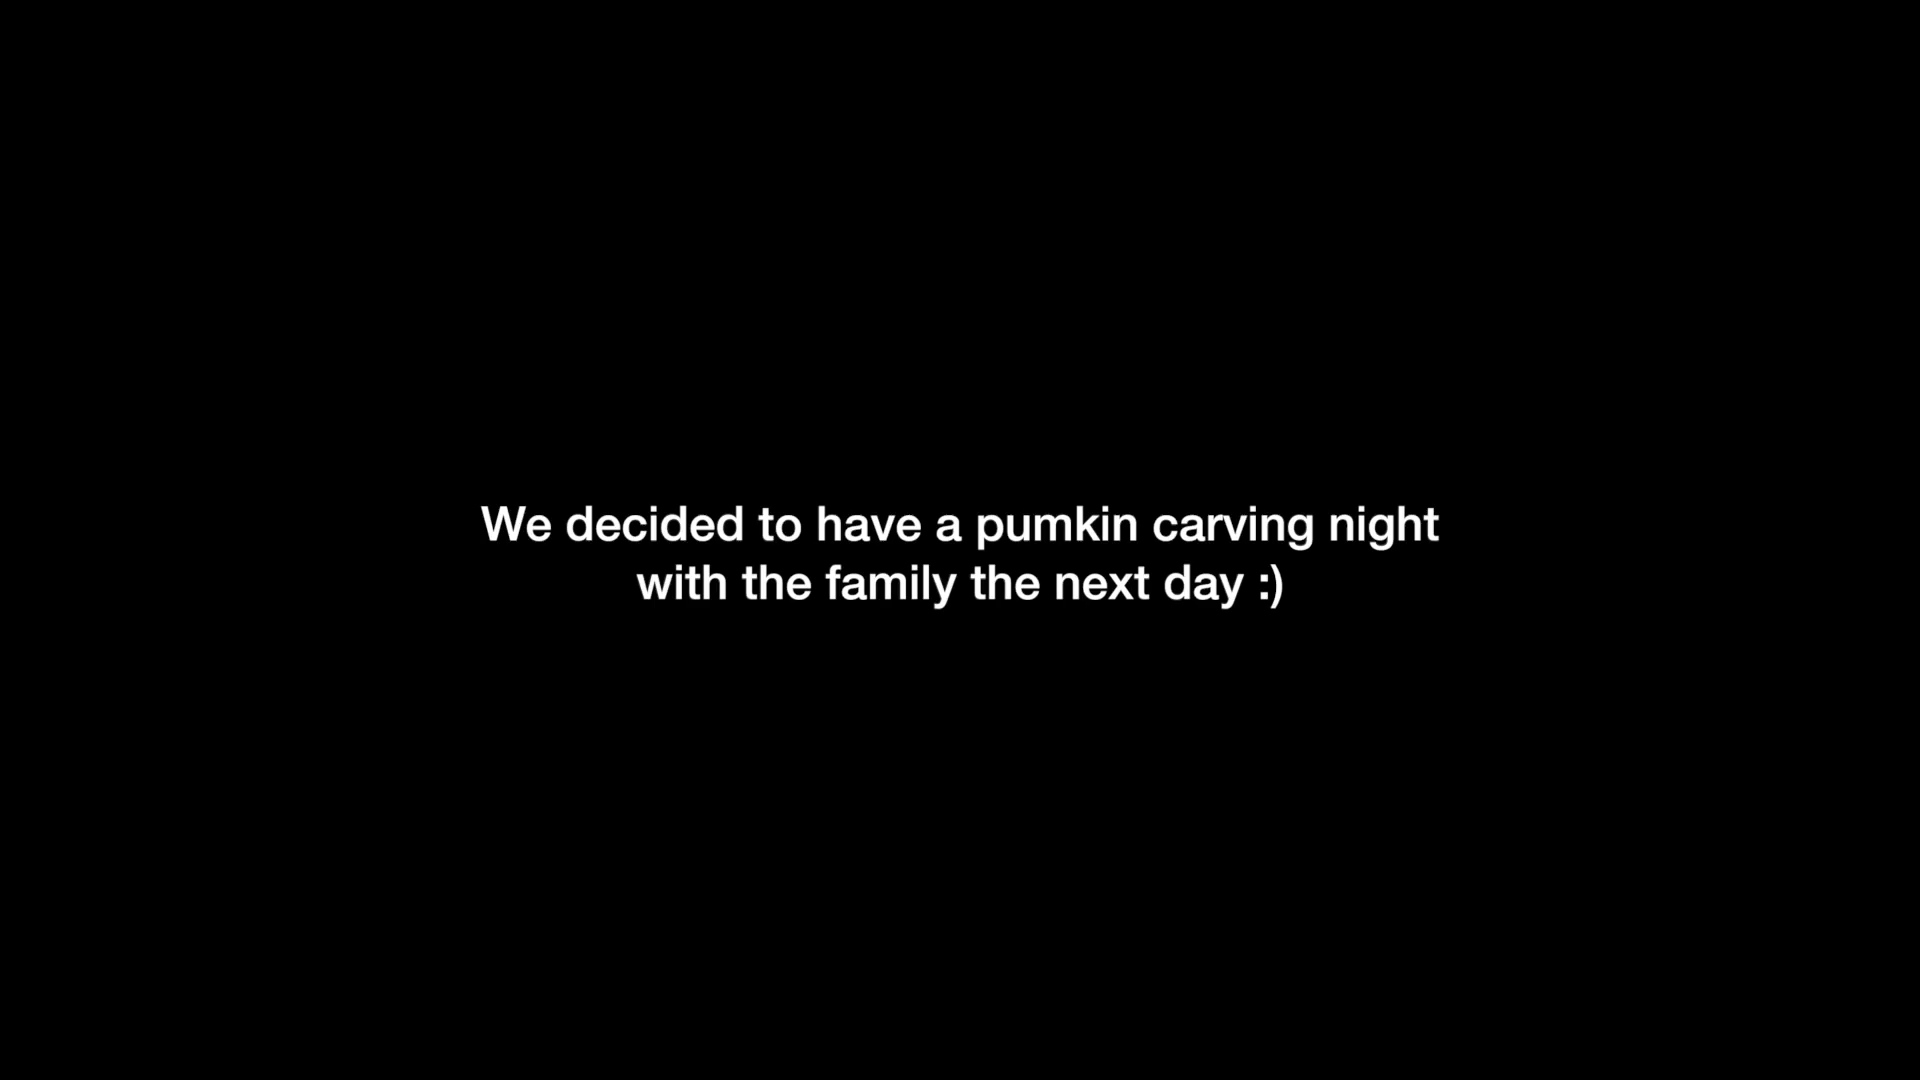 We decided to have a pumkin carving night
with the family the next day :)